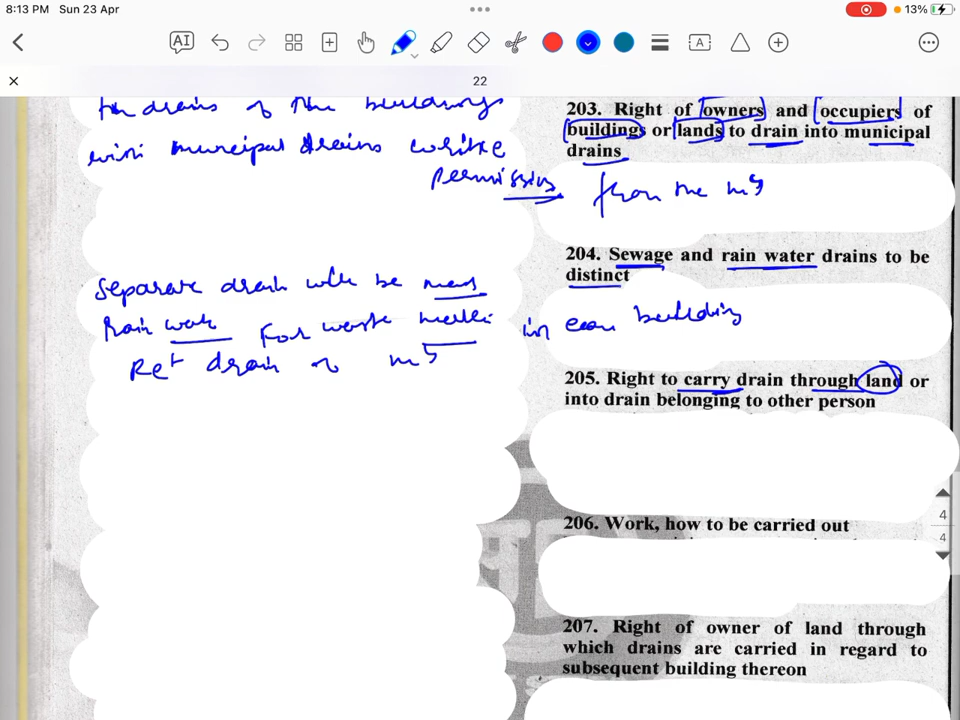 8:13 PM Sun 23 Apr
13%
AI
A
22
the drains of the buildings
with municipal drains
permission from the
Separate drain will be
Rain for waste in building
drain
203. Right of owners and occupiers of
buildings or lands to drain into municipal
drains
204. Sewage and rain water drains to be
distinct
205. Right to carry drain through land or
into drain belonging to other person
206. Work, how to be carried out
207. Right of owner of land through
which drains are carried in regard to
subsequent building thereon
4
4